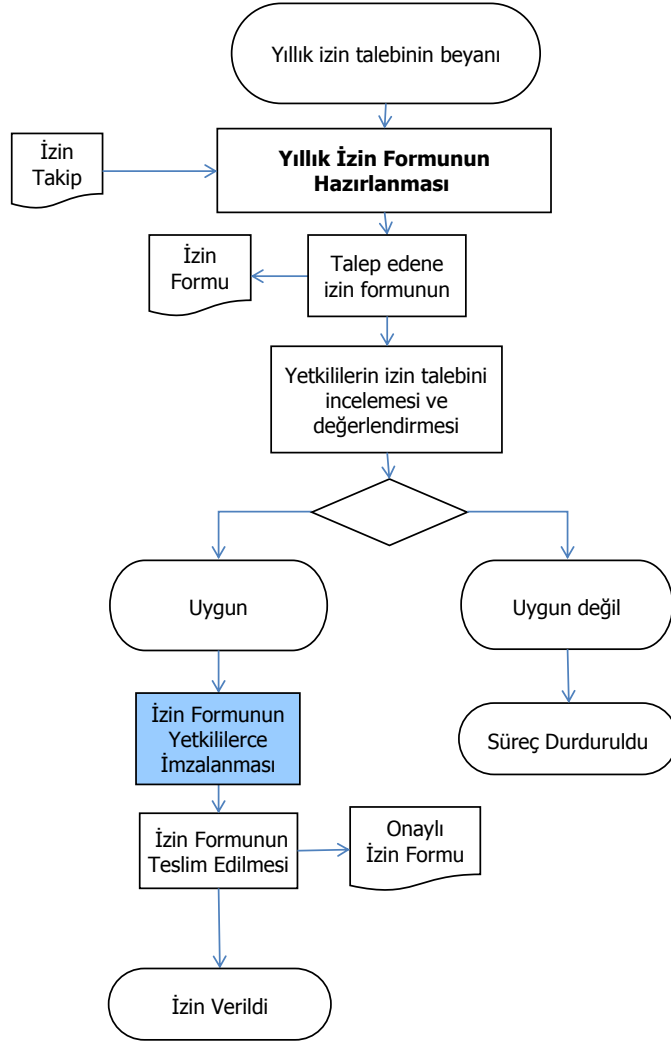 Yıllık izin talebinin beyanı
İzin
Takip
Yıllık İzin Formunun
Hazırlanması
İzin
Formu
Talep edene
izin formunun
Yetkililerin izin talebini
incelemesi ve
değerlendirmesi
Uygun
Uygun değil
İzin Formunun
Yetkililerce
İmzalanması
Süreç Durduruldu
İzin Formunun
Teslim Edilmesi
Onaylı
İzin Formu
İzin Verildi